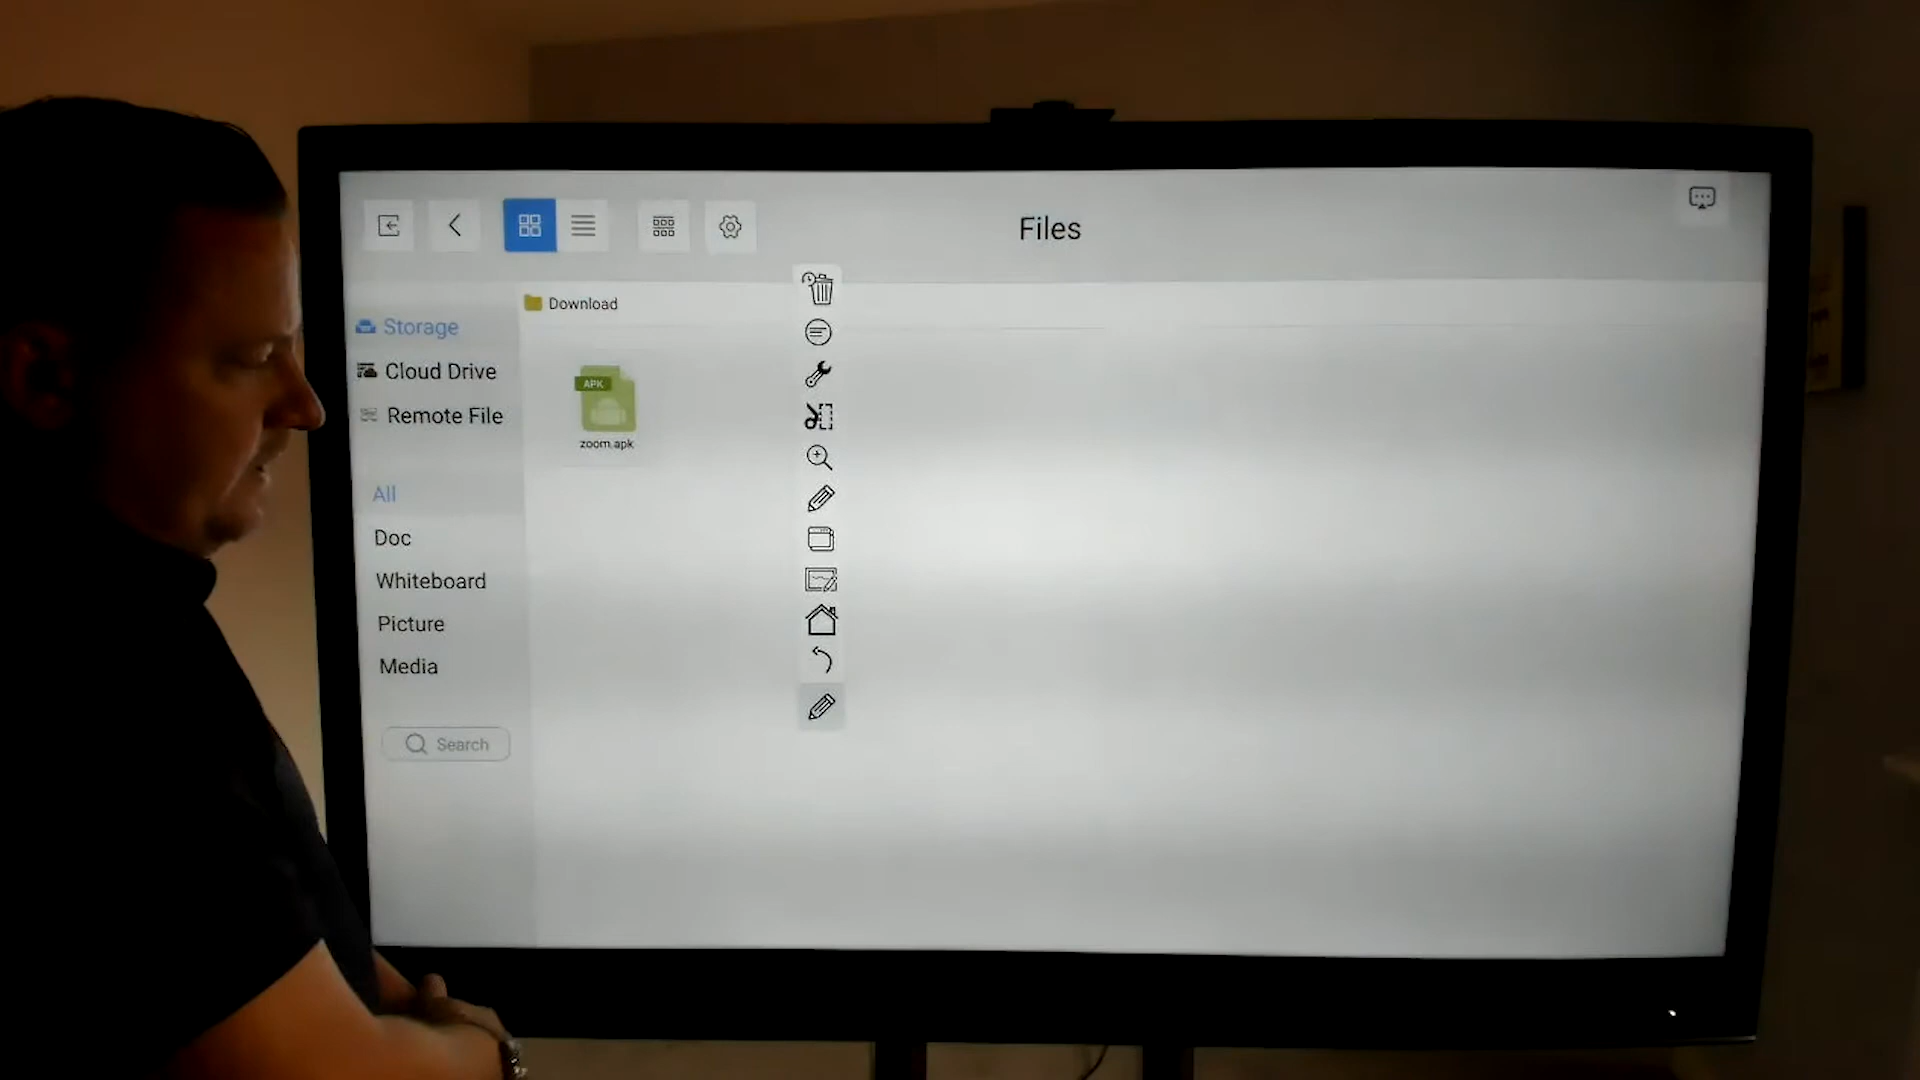 Files
Download
Storage
Cloud Drive
Remote File
APK
zoom.apk
All
Doc
Whiteboard
Picture
Media
Search